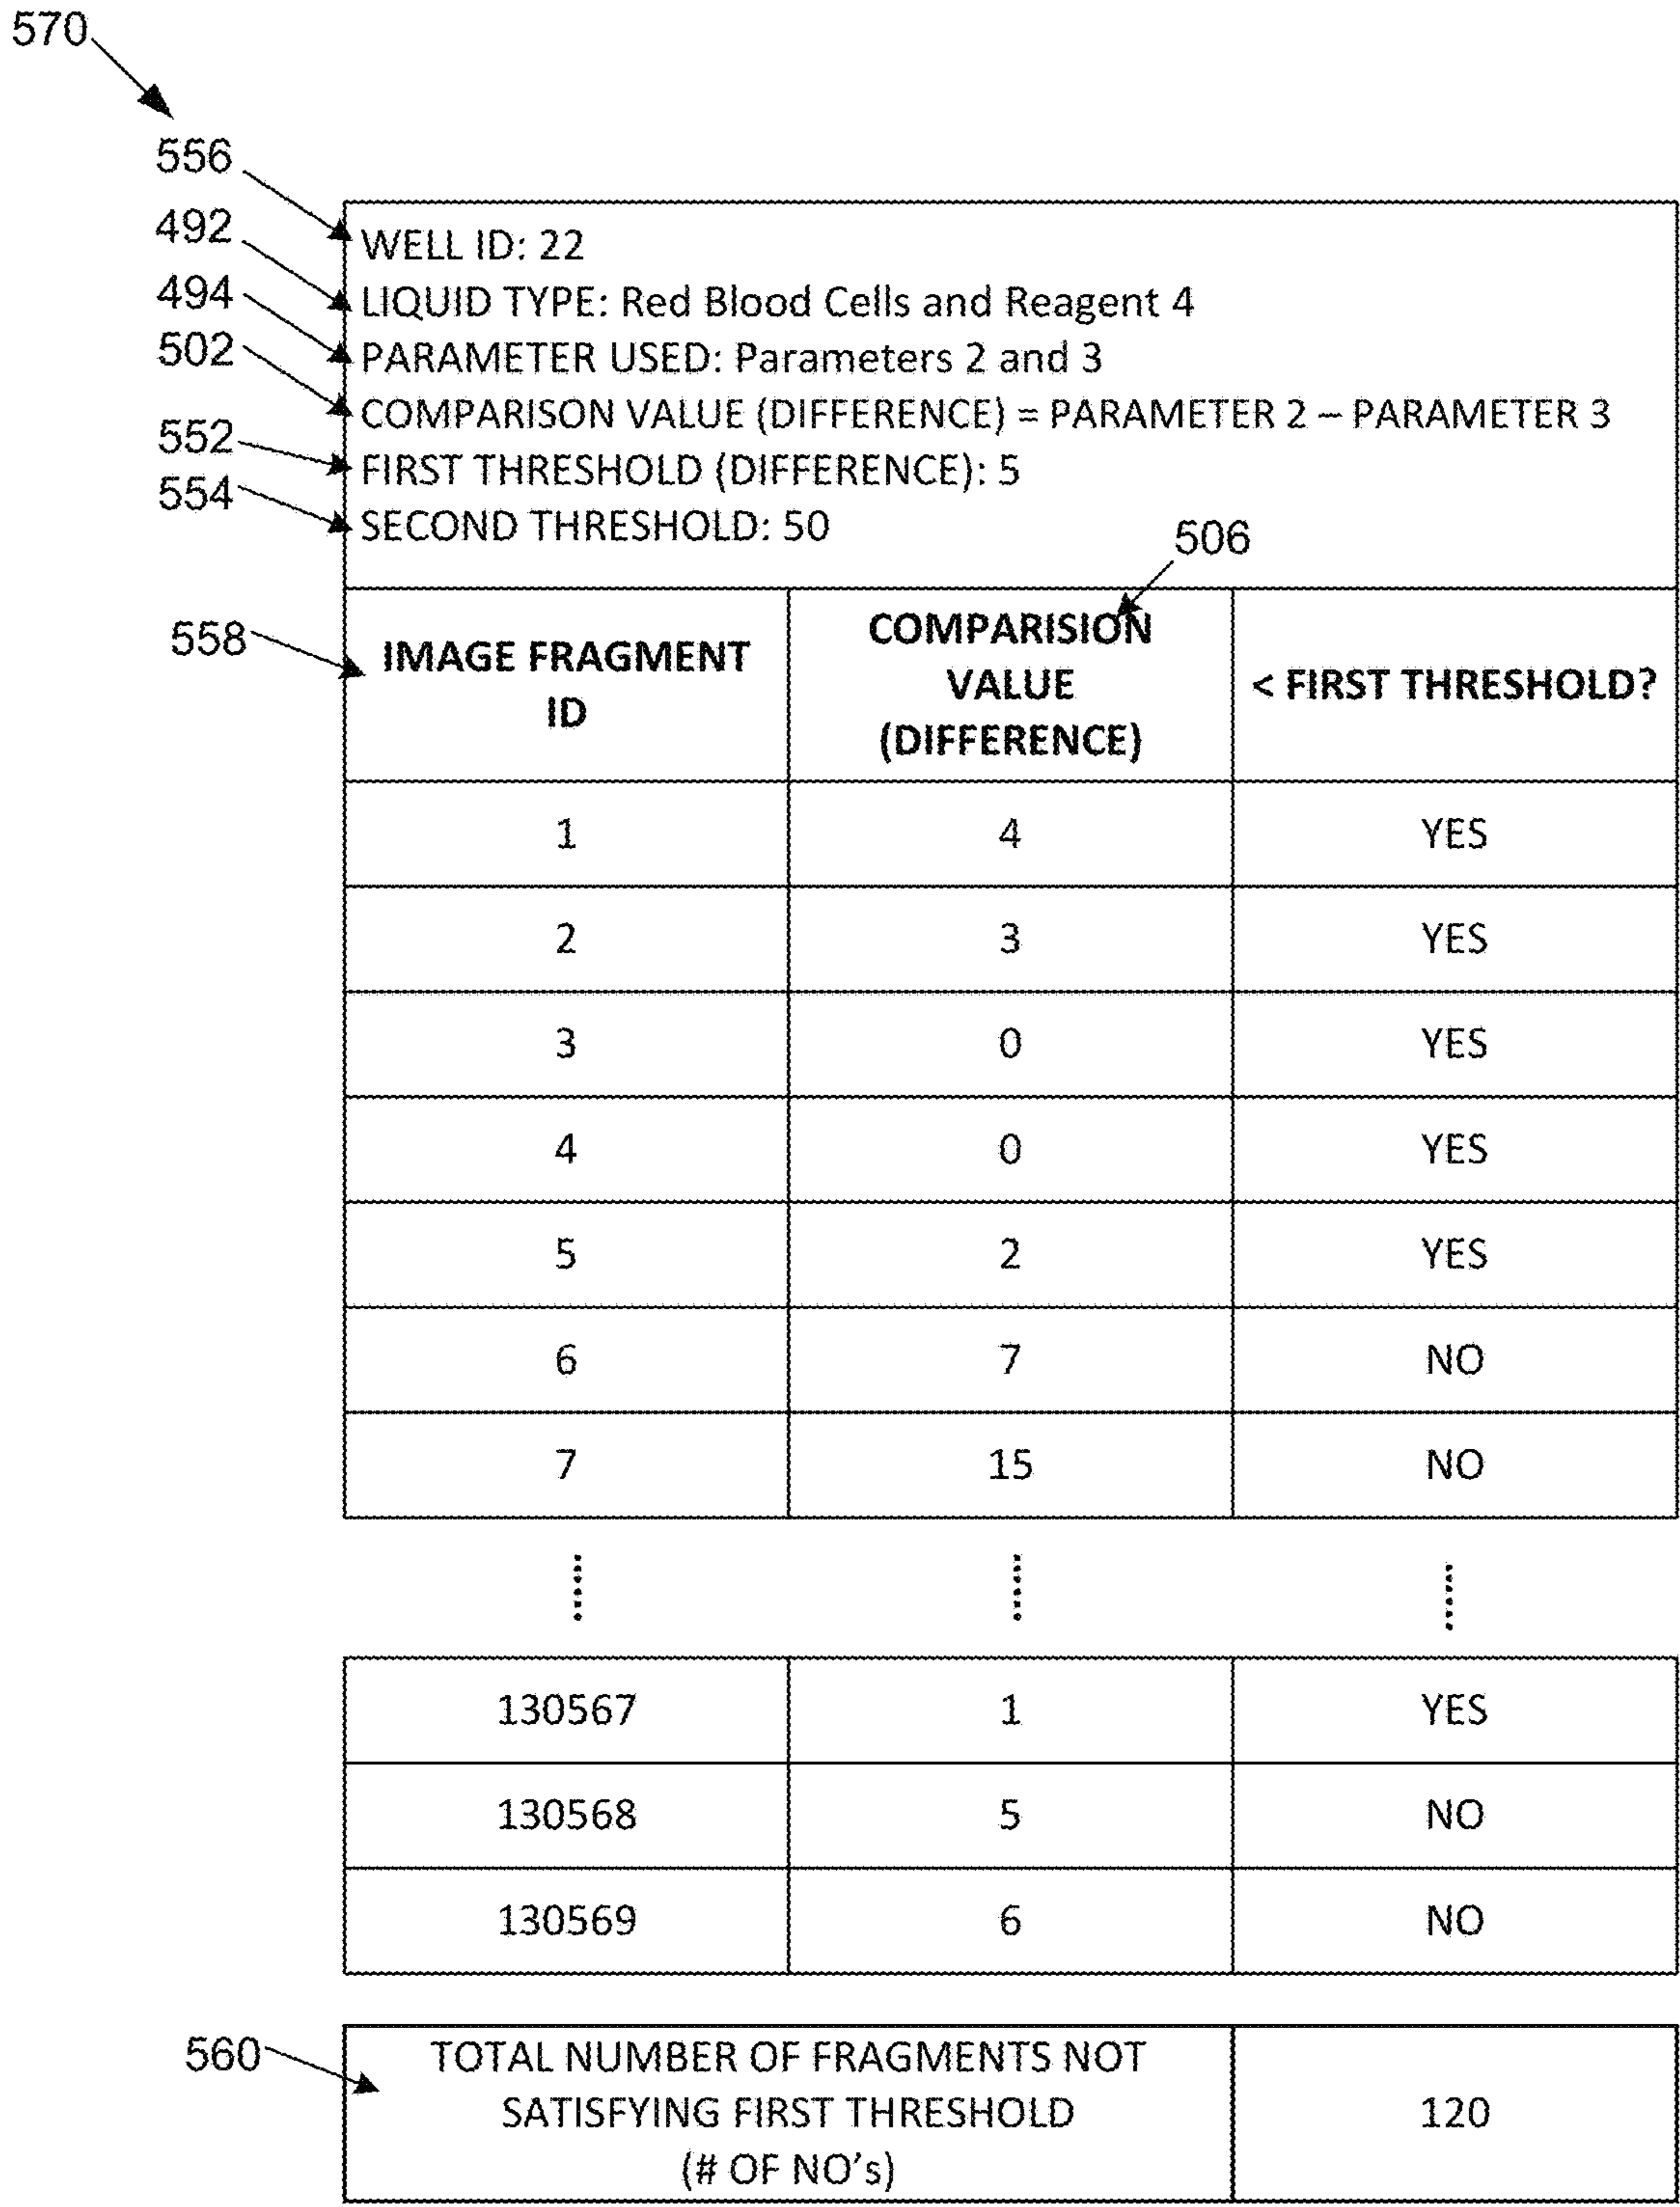 570
556
492
494
502
552
554
WELL ID: 22
LIQUID TYPE: Red Blood Cells and Reagent 4
PARAMETER USED: Parameters 2 and 3
COMPARISON VALUE (DIFFERENCE) = PARAMETER 2 – PARAMETER 3
FIRST THRESHOLD (DIFFERENCE): 5
SECOND THRESHOLD: 50
506
558
IMAGE FRAGMENT
ID
COMPARISION
VALUE
(DIFFERENCE)
< FIRST THRESHOLD?
1 4 YES
2 3 YES
3 0 YES
4 0 YES
5 2 YES
6 7 NO
7 15 NO
130567 1 YES
130568 5 NO
130569 6 NO
560
TOTAL NUMBER OF FRAGMENTS NOT
SATISFYING FIRST THRESHOLD
(# OF NO's)
120